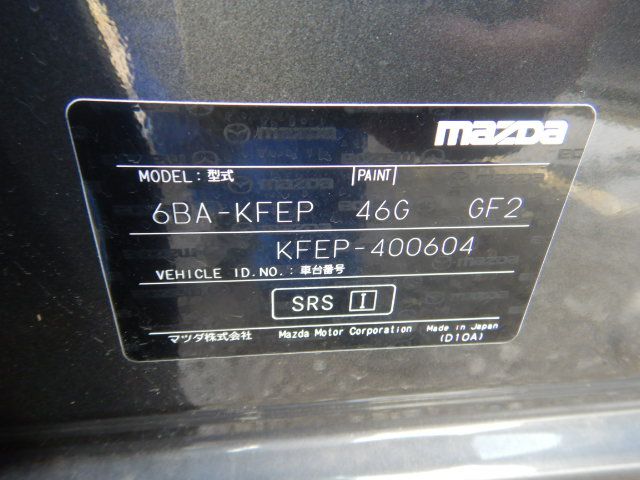 mazda
MODEL:型式 PAINT
6BA-KFEP 46G GF2
KFEP-400604
VEHICLE ID.NO.:車台番号
SRS I
マツダ株式会社 Mazda Motor Corporation Made in Japan
(D10A)